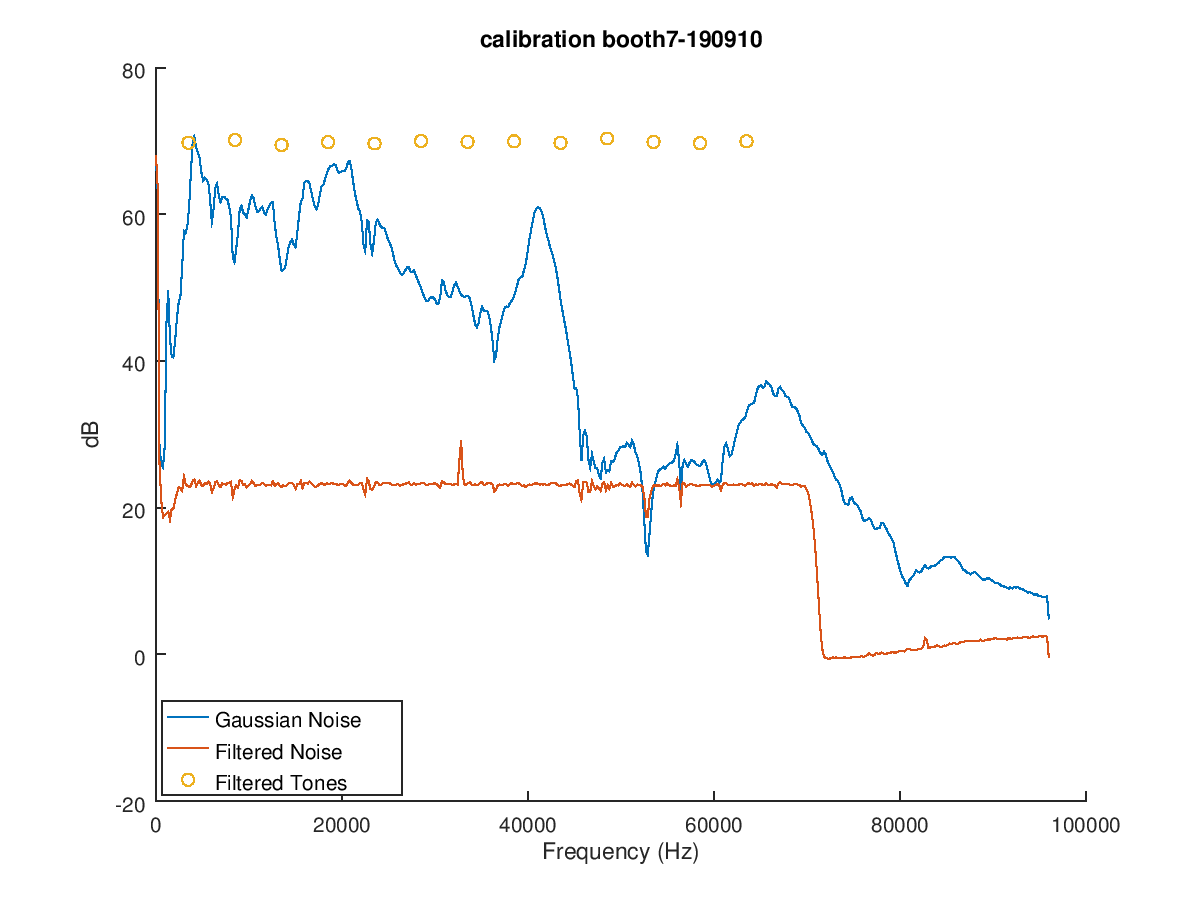 calibration booth7-190910
80
60
40
20
0
-20
dB
Gaussian Noise
Filtered Noise
Filtered Tones
0 20000 40000 60000 80000 100000
Frequency (Hz)